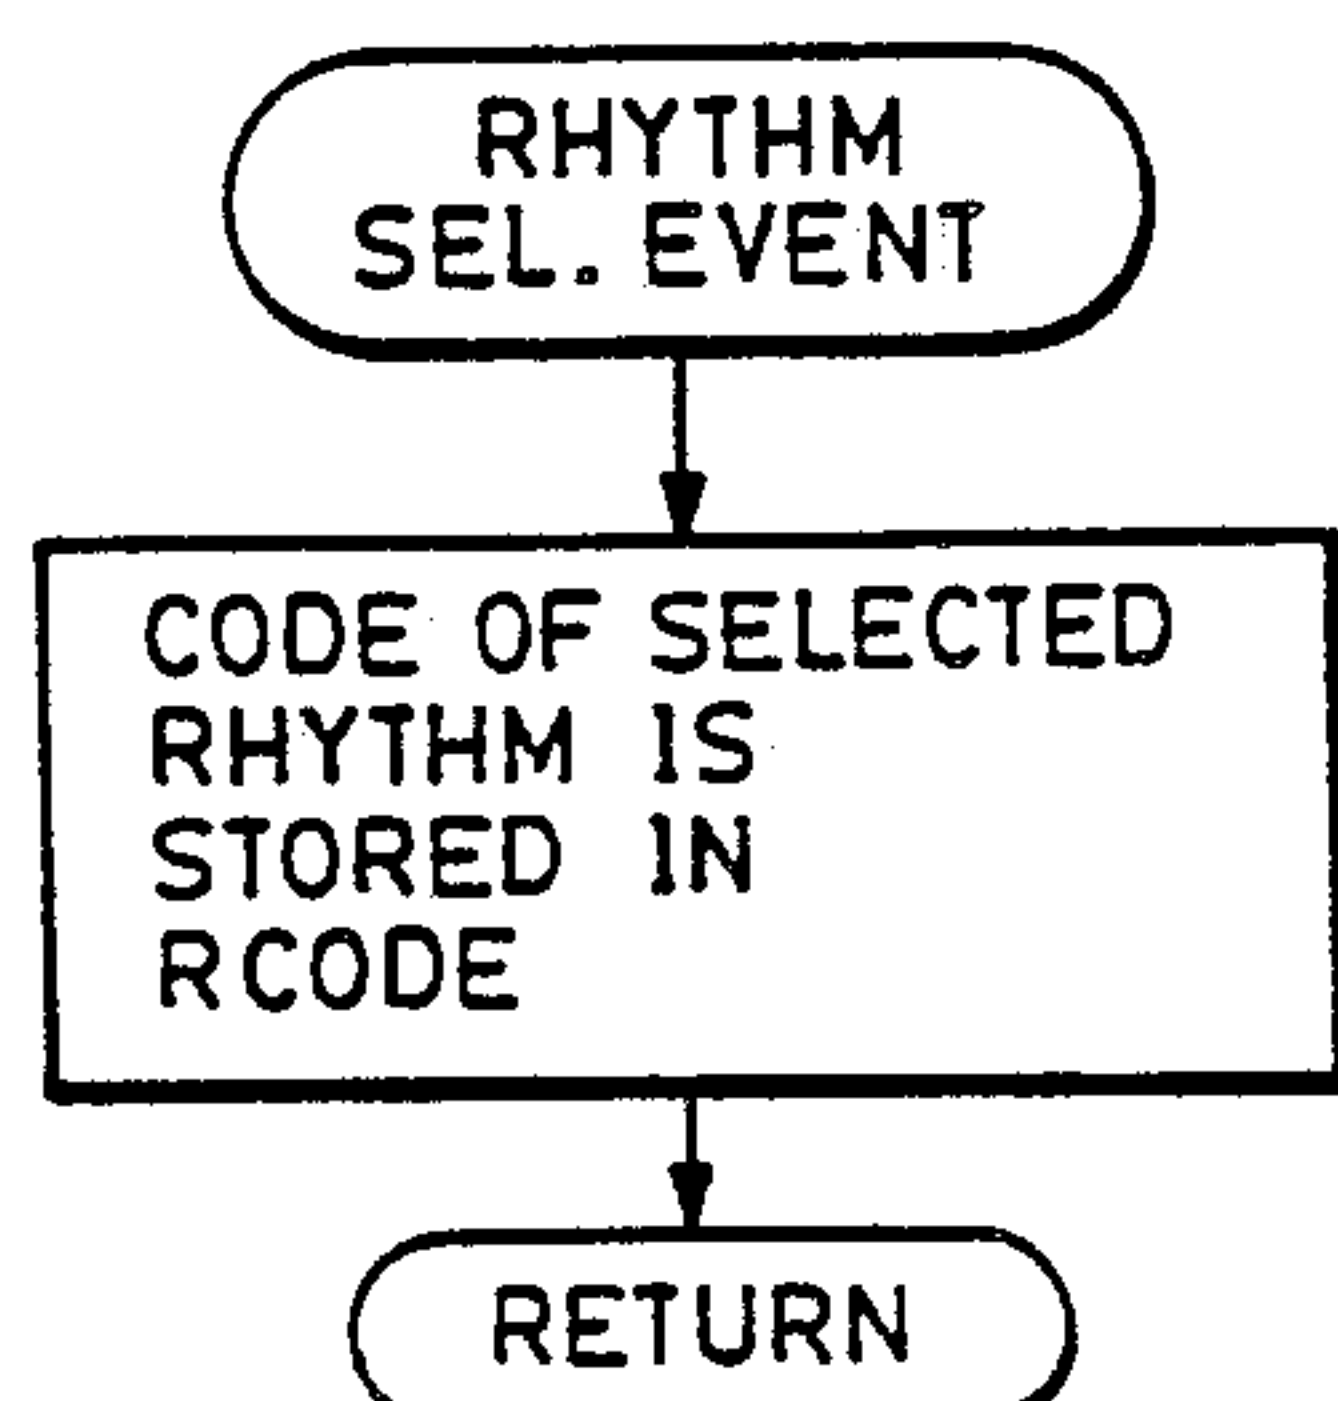 RHYTHM
SEL. EVENT
CODE OF SELECTED
RHYTHM IS
STORED IN
RCODE
RETURN